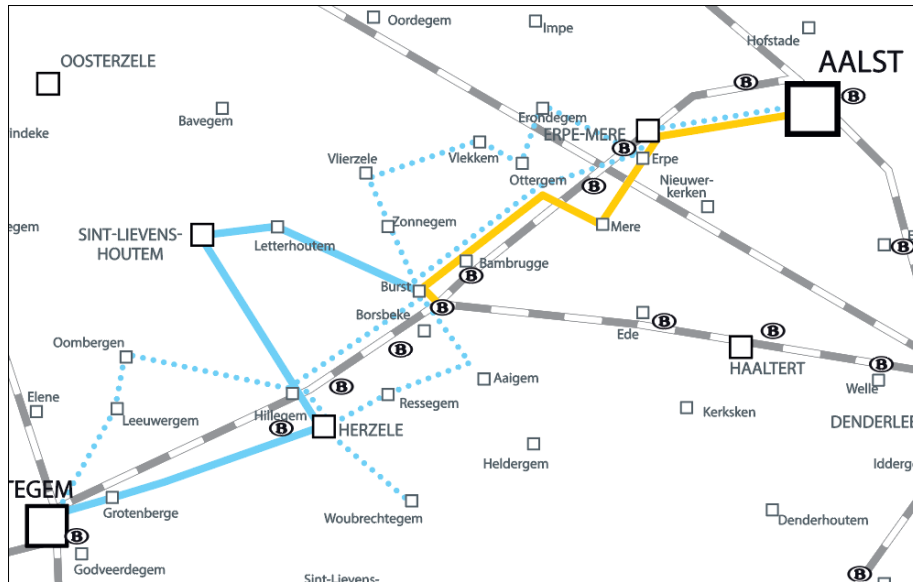 Oordegem
Impe
Hofstade
OOSTERZELE
AALST
B
B
Bavegem
Erondegem
indeke
ERPE-MERE
B
Vlierzele
Vlekkem
Erpe
Ottergem
B
Nieuwer-
kerken
egem
SINT-LIEVENS-
HOUTEM
Letterhoutem
Zonnegem
Mere
B
Bambrugge
B
Burst
B
Borsbeke
Ede
B
B
Oombergen
B
HAALTERT
B
B
Aaigem
Welle
Elene
Leeuwergem
Hillegem
Ressegem
Kerksken
DENDERLEE
B
HERZELE
Heldergem
Idderg
TEGEM
Grotenberge
Woubrechtegem
Denderhoutem
B
Godveerdegem
Sint-Lievens-
B